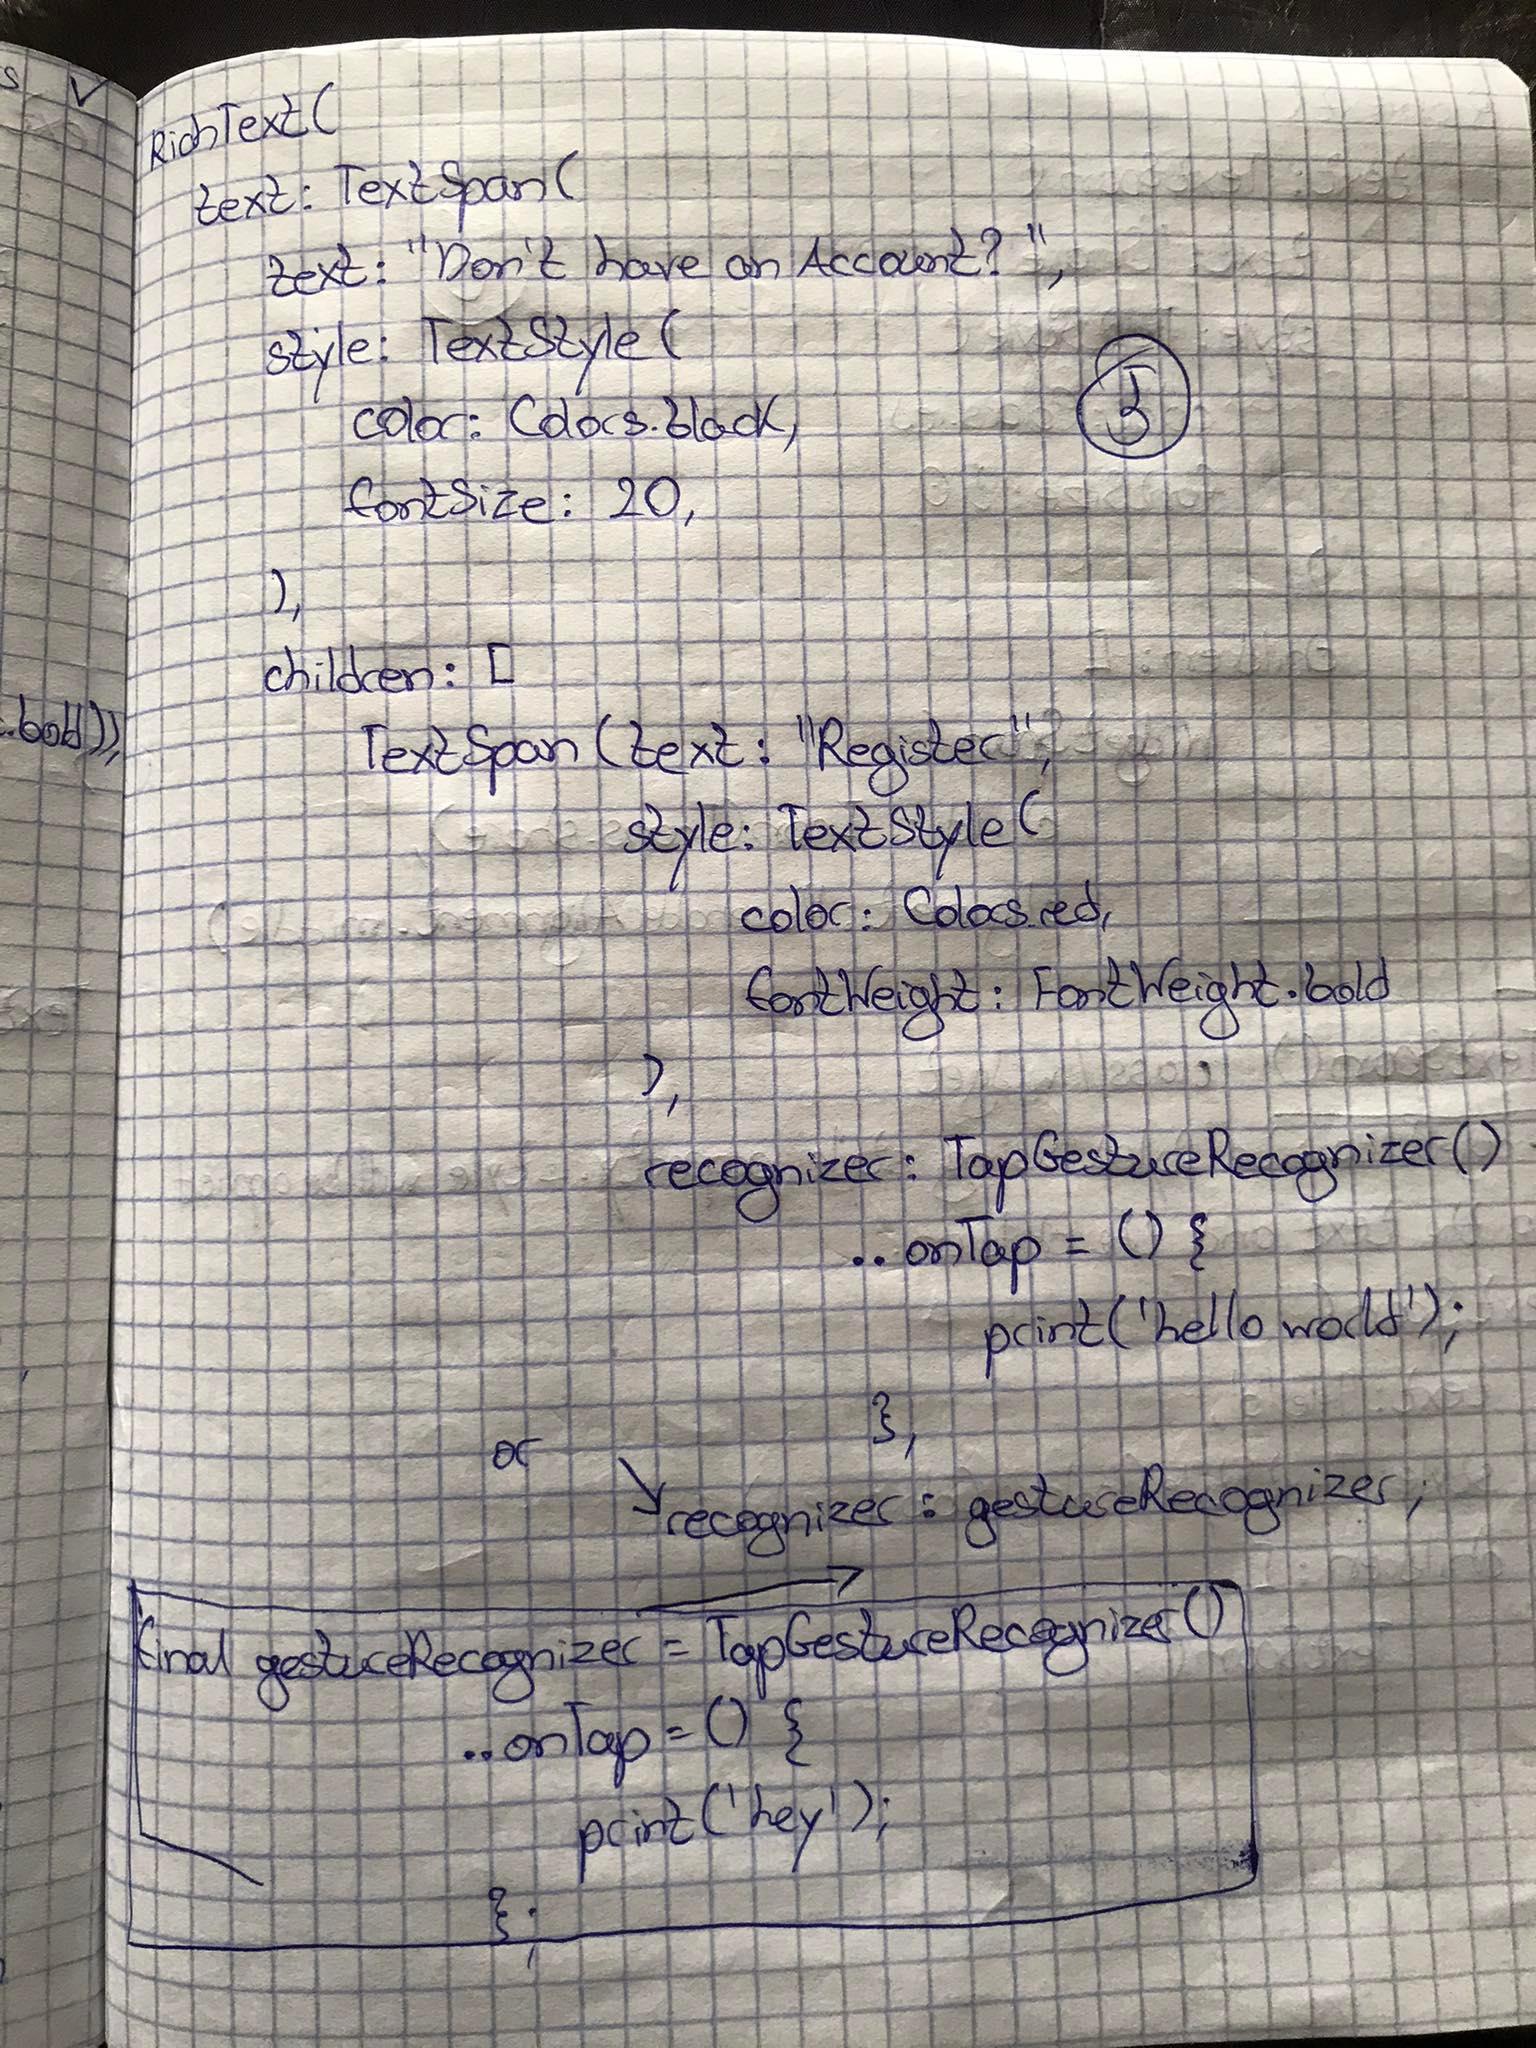 RichText(
text: TextSpan(
text: "Don't have an Account? ",
style: TextStyle(
color: Colors.black,
fontSize: 20,
),
children: [
TextSpan (text: "Register",
style: TextStyle(
color: Colors.red,
fontWeight: FontWeight.bold
),
recognizer: TapGestureRecognizer()
..onTap = () {
print('hello world');
},
or
recognizer: gestureRecognizer;
final gestureRecognizer = TapGestureRecognizer()
..onTap = () {
print('hey');
};
s
.bold)),